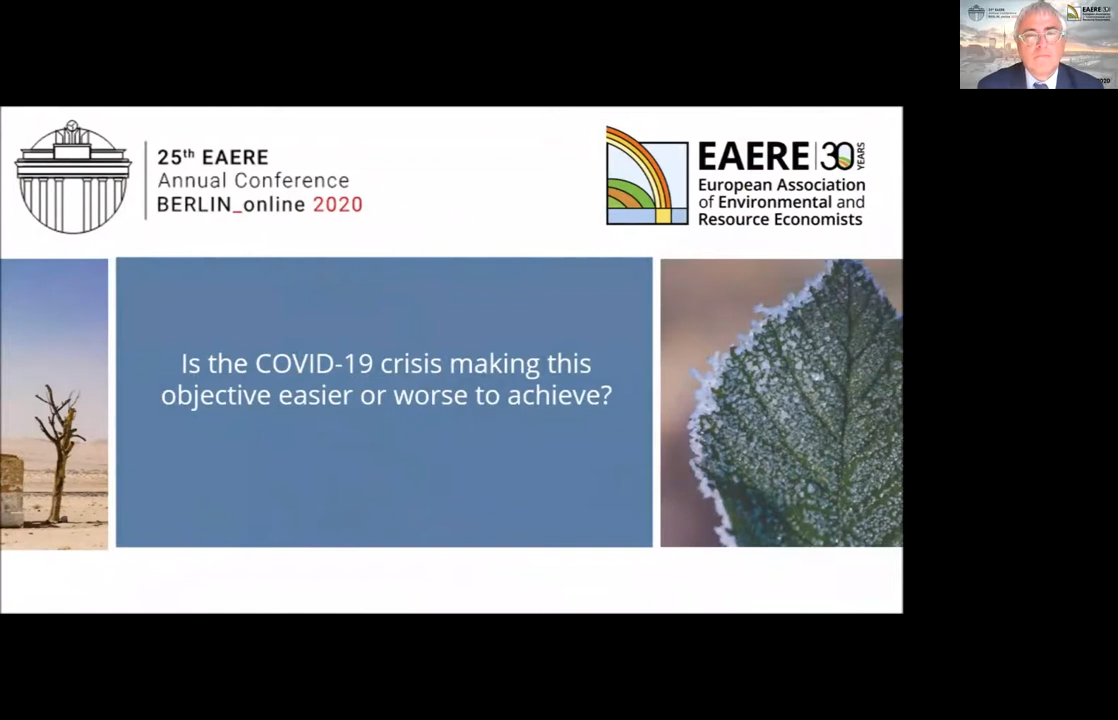 25th EAERE
Annual Conference
BERLIN_online 2020
EAERE 30 YEARS
European Association
of Environmental and
Resource Economists
Is the COVID-19 crisis making this
objective easier or worse to achieve?
EAERE